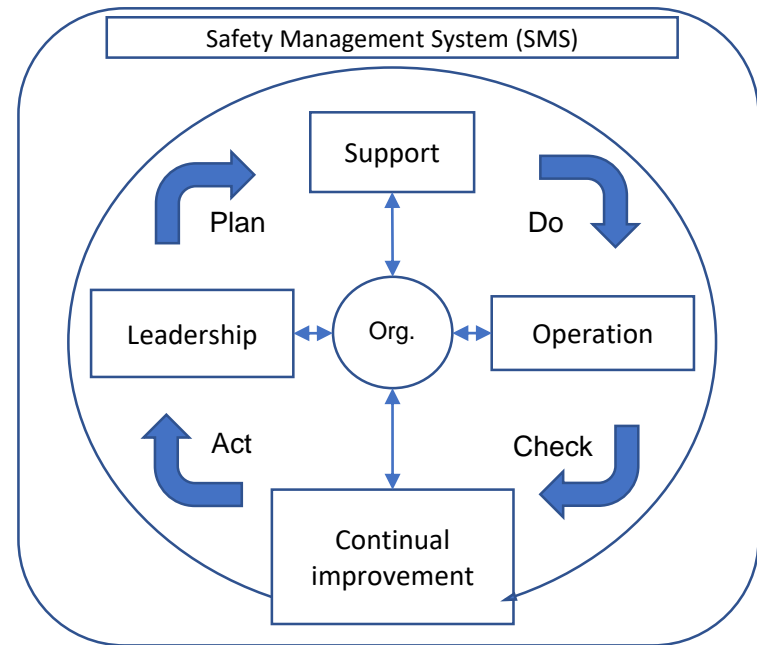 Safety Management System (SMS)
Support
Plan
Do
Leadership
Org.
Operation
Act
Check
Continual
improvement